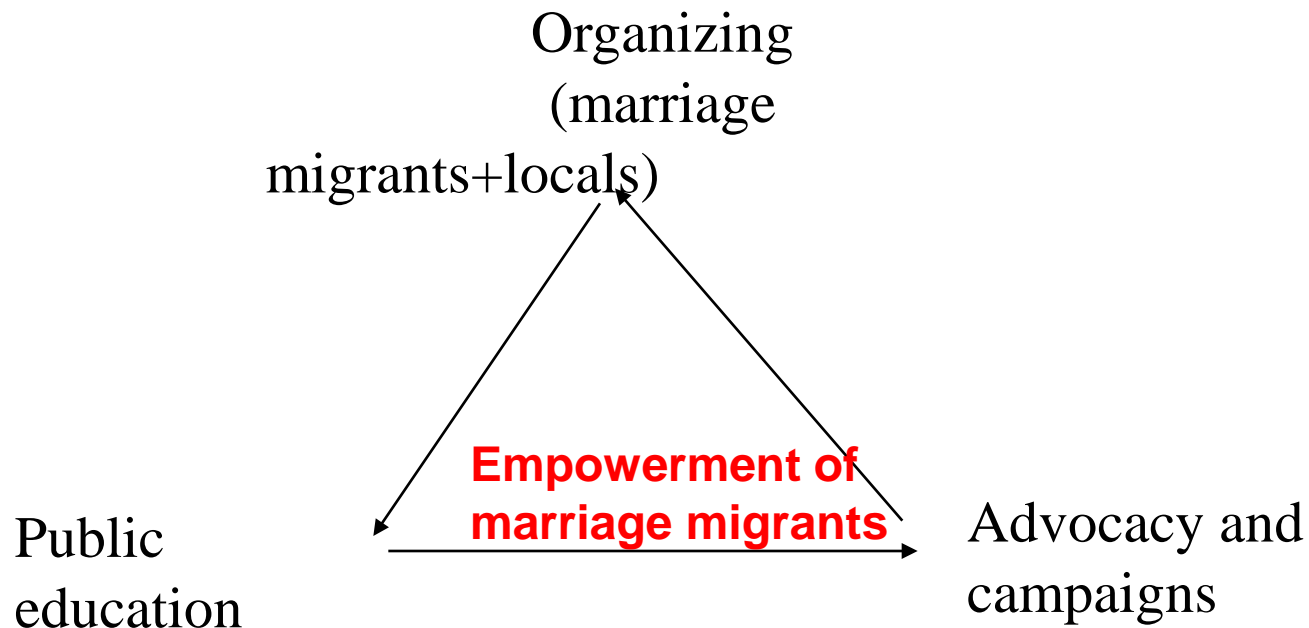 Organizing
(marriage
migrants+locals)
Empowerment of
marriage migrants
Public
education
Advocacy and
campaigns